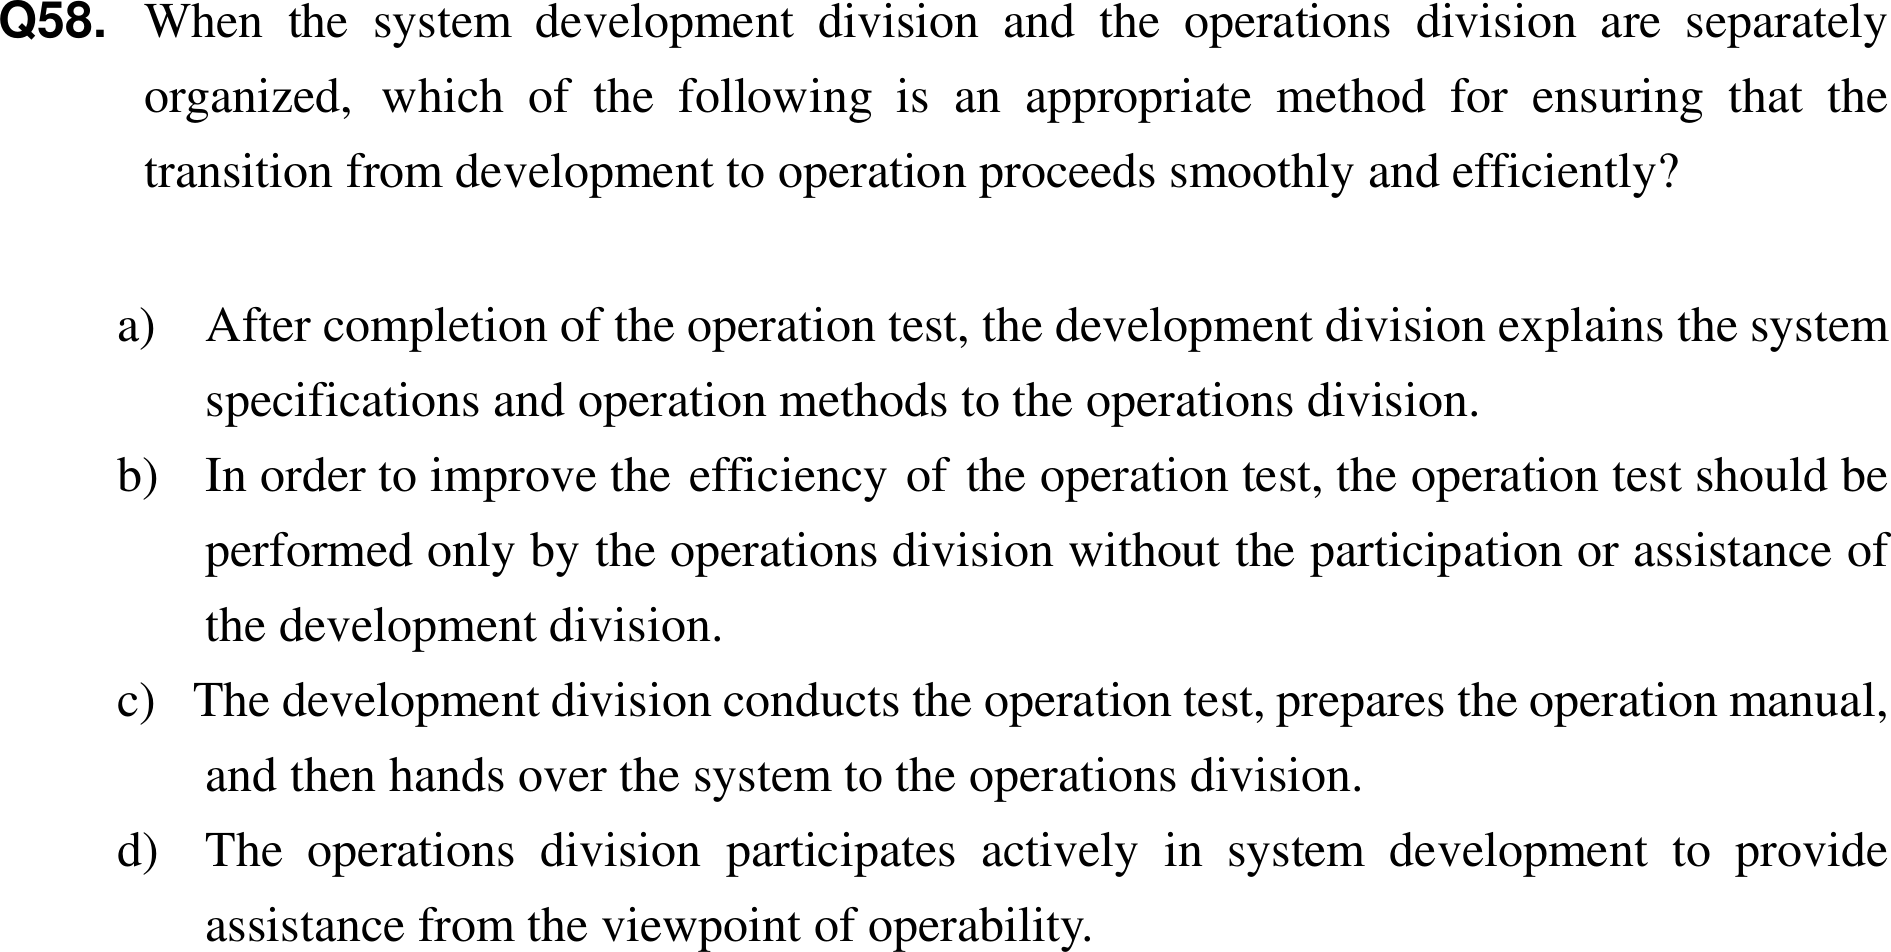 Q58. When the system development division and the operations division are separately
organized, which of the following is an appropriate method for ensuring that the
transition from development to operation proceeds smoothly and efficiently?
a) After completion of the operation test, the development division explains the system
specifications and operation methods to the operations division.
b) In order to improve the efficiency of the operation test, the operation test should be
performed only by the operations division without the participation or assistance of
the development division.
c) The development division conducts the operation test, prepares the operation manual,
and then hands over the system to the operations division.
d) The operations division participates actively in system development to provide
assistance from the viewpoint of operability.